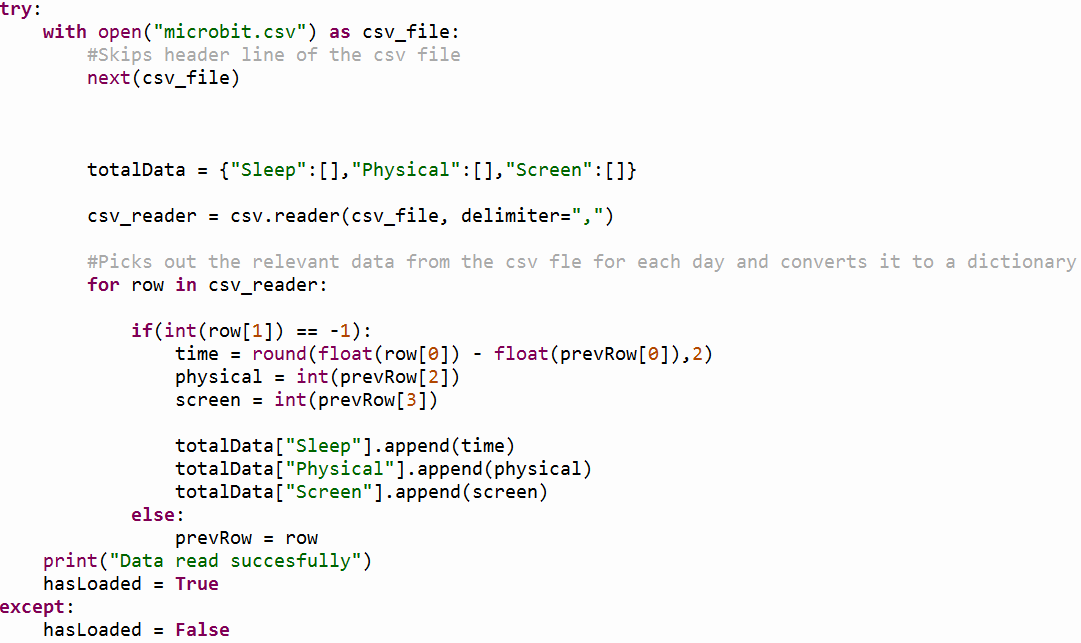 try:
    with open("microbit.csv") as csv_file:
        #Skips header line of the csv file
        next(csv_file)
        totalData = {"Sleep":[],"Physical":[],"Screen":[]}
        csv_reader = csv.reader(csv_file, delimiter=",")
        #Picks out the relevant data from the csv fle for each day and converts it to a dictionary
        for row in csv_reader:
            if(int(row[1]) == -1):
                time = round(float(row[0]) - float(prevRow[0]),2)
                physical = int(prevRow[2])
                screen = int(prevRow[3])
                totalData["Sleep"].append(time)
                totalData["Physical"].append(physical)
                totalData["Screen"].append(screen)
            else:
                prevRow = row
    print("Data read succesfully")
    hasLoaded = True
except:
    hasLoaded = False